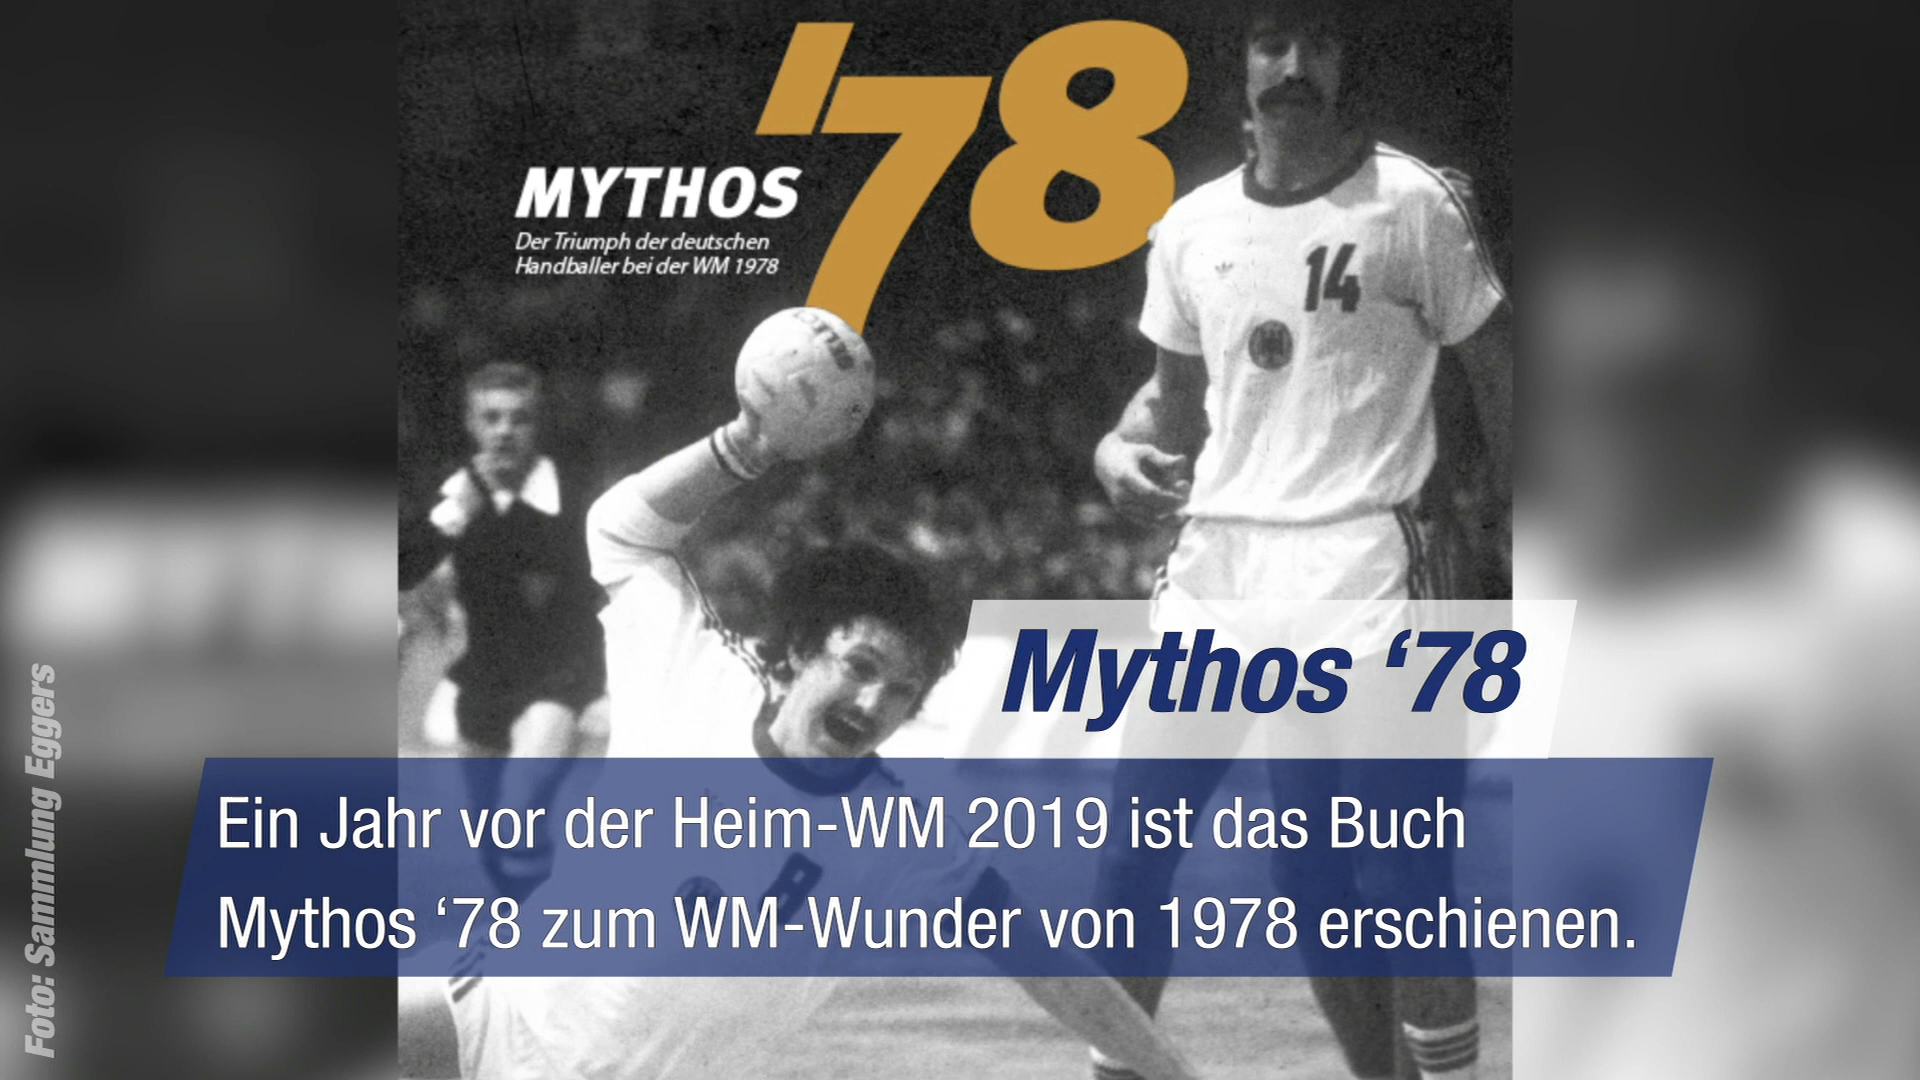 '78
MYTHOS
Der Triumph der deutschen
Handballer bei der WM 1978
14
Mythos ‘78
Ein Jahr vor der Heim-WM 2019 ist das Buch
Mythos ‘78 zum WM-Wunder von 1978 erschienen.
8
Foto: Sammlung Eggers